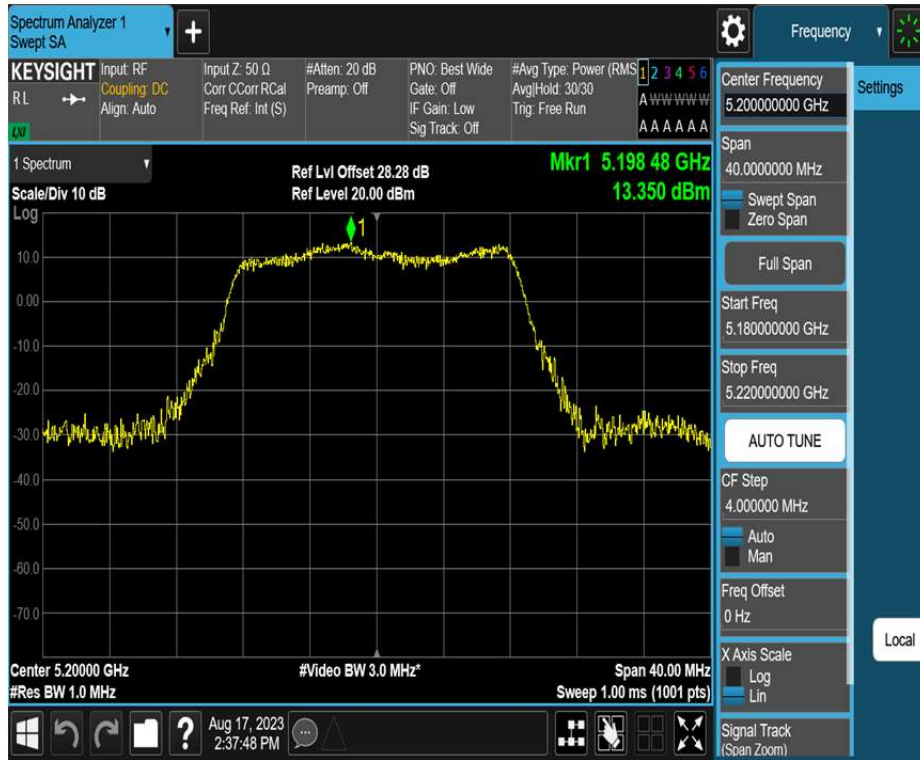 Spectrum Analyzer 1
Swept SA
+
Frequency
KEYSIGHT
R L
LXI
Input: RF
Coupling: DC
Align: Auto
Input Z: 50 Ω
Corr CCorr RCal
Freq Ref: Int (S)
#Atten: 20 dB
Preamp: Off
PNO: Best Wide
Gate: Off
IF Gain: Low
Sig Track: Off
#Avg Type: Power (RMS
Avg|Hold: 30/30
Trig: Free Run
1 2 3 4 5 6
A W W W W W
A A A A A A
1 Spectrum
Scale/Div 10 dB
Log
Ref Lvl Offset 28.28 dB
Ref Level 20.00 dBm
Mkr1 5.198 48 GHz
13.350 dBm
1
10.0
0.00
-10.0
-20.0
-30.0
-40.0
-50.0
-60.0
-70.0
Center 5.20000 GHz
#Res BW 1.0 MHz
#Video BW 3.0 MHz*
Span 40.00 MHz
Sweep 1.00 ms (1001 pts)
?
Aug 17, 2023
2:37:48 PM
Center Frequency
5.200000000 GHz
Span
40.0000000 MHz
Swept Span
Zero Span
Full Span
Start Freq
5.180000000 GHz
Stop Freq
5.220000000 GHz
AUTO TUNE
CF Step
4.000000 MHz
Auto
Man
Freq Offset
0 Hz
X Axis Scale
Log
Lin
Signal Track
(Span Zoom)
Settings
Local